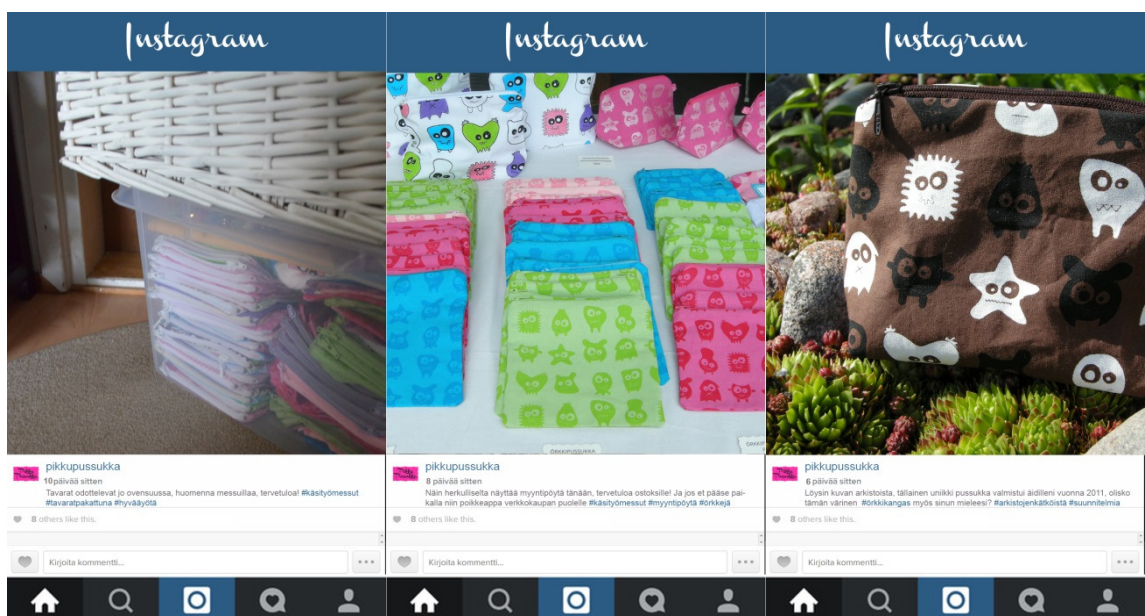 Instagram
pikkupussukka
10päivää sitten
Tavarat odottelevat jo ovensuussa, huomenna messuillaa, tervetuloa! #käsityömessut
#tavaratpakattuna #hyvääyötä
8 others like this.
Kirjoita kommentti...
Instagram
ÖRKKIPUSSUKKA
pikkupussukka
8 päivää sitten
Näin herkulliselta näyttää myyntipöytä tänään, tervetuloa ostoksille! Ja jos et pääse pai-
kalla niin poikkeappa verkkokaupan puolelle #käsityömessut #myyntipöytä #örkkejä
8 others like this.
Kirjoita kommentti...
Instagram
pikkupussukka
6 päivää sitten
Löysin kuvan arkistoista, tällainen uniikki pussukka valmistui äidilleni vuonna 2011, olisko
tämän värinen #örkkikangas myös sinun mieleesi? #arkistojenkätköistä #suunnitelmia
8 others like this.
Kirjoita kommentti...